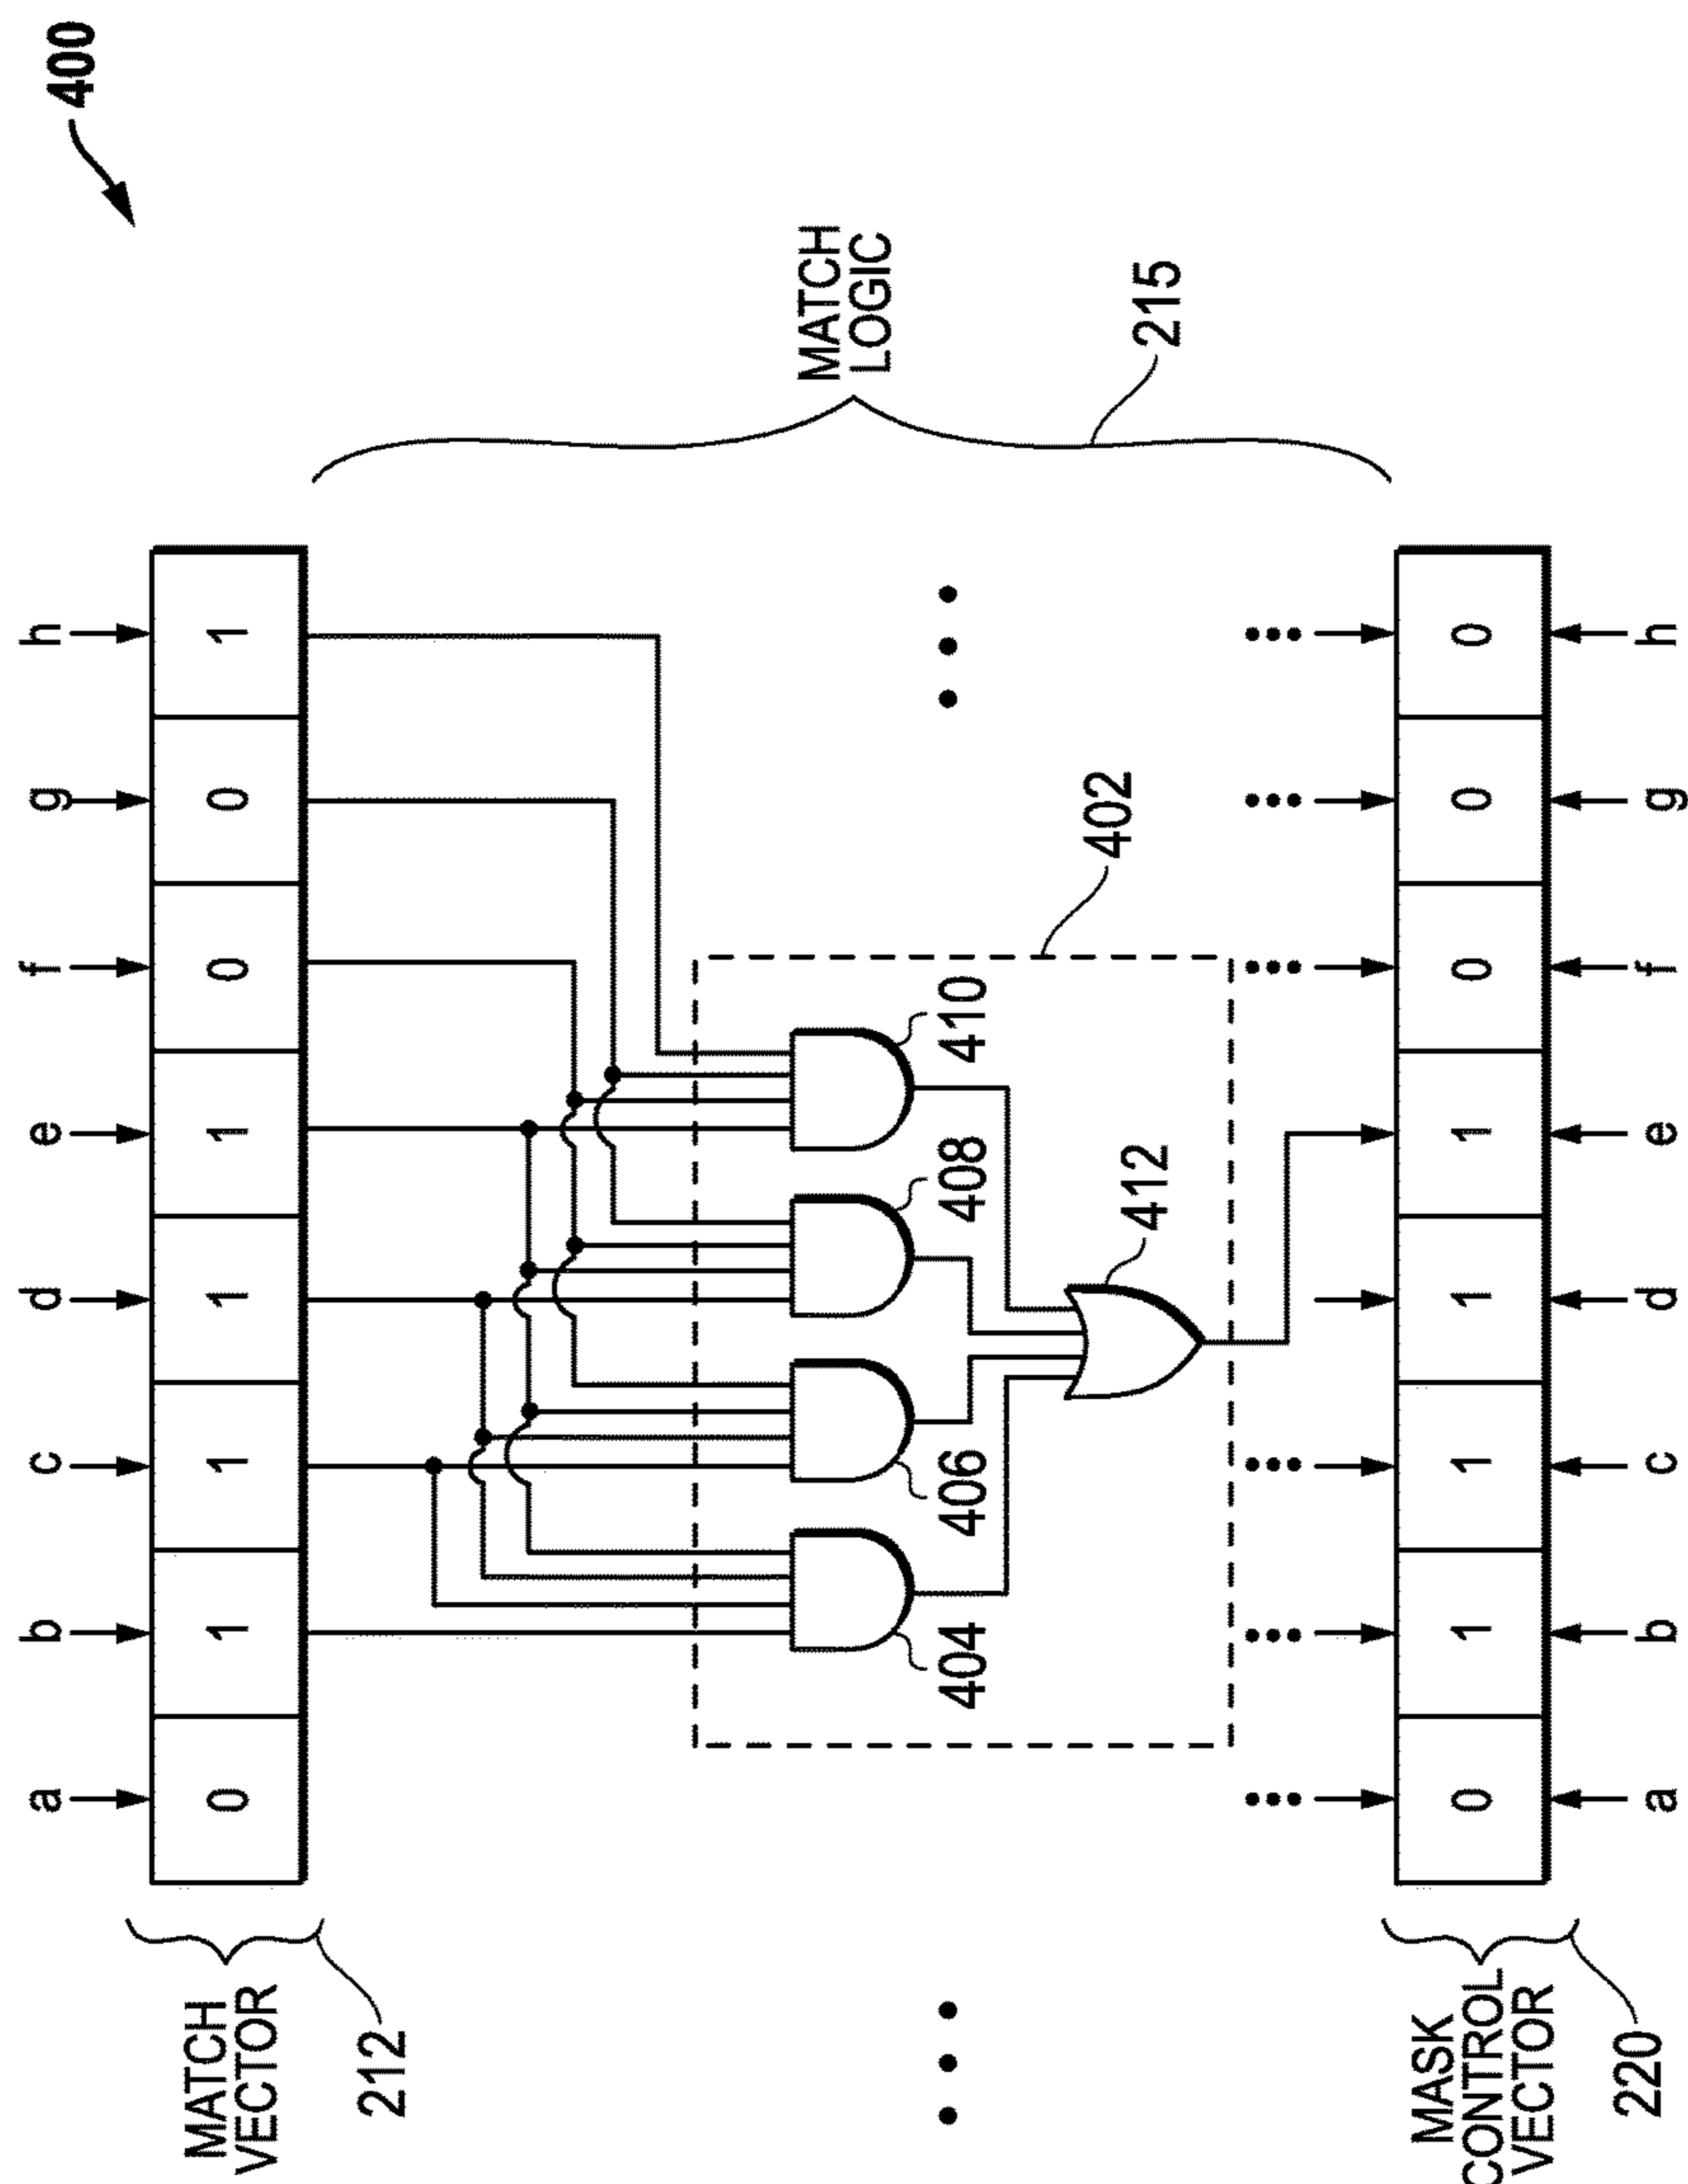 400
a b c d e f g h
MATCH
VECTOR
212
0 1 1 1 1 0 0 1
MATCH
LOGIC
215
402
404
406
408
410
412
MASK
CONTROL
VECTOR
220
0 1 1 1 1 0 0 0
a b c d e f g h